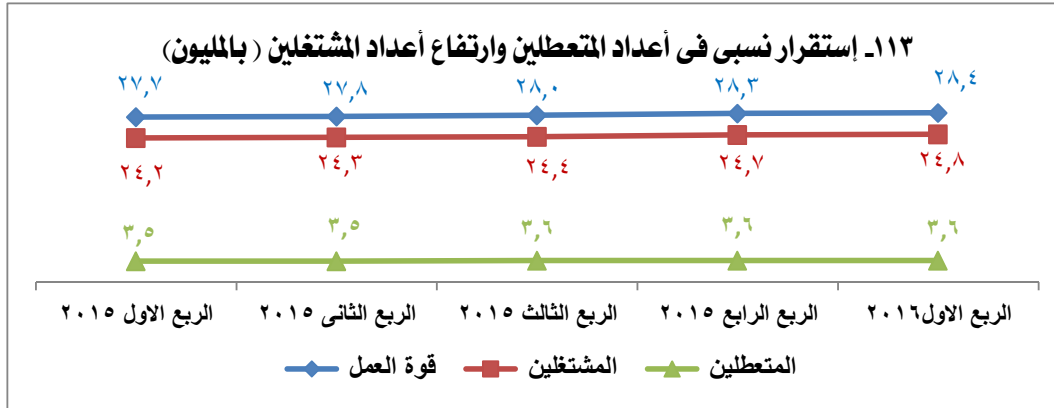 ١١٣ـ إستقرار نسبى فى أعداد المتعطلين وارتفاع أعداد المشتغلين ( بالمليون)
٢٧,٧ ٢٧,٨ ٢٨,٠ ٢٨,٣ ٢٨,٤
٢٤,٢ ٢٤,٣ ٢٤,٤ ٢٤,٧ ٢٤,٨
٣,٥ ٣,٥ ٣,٦ ٣,٦ ٣,٦
الربع الاول ٢٠١٥ الربع الثانى ٢٠١٥ الربع الثالث ٢٠١٥ الربع الرابع ٢٠١٥ الربع الاول٢٠١٦
قوة العمل المشتغلين المتعطلين